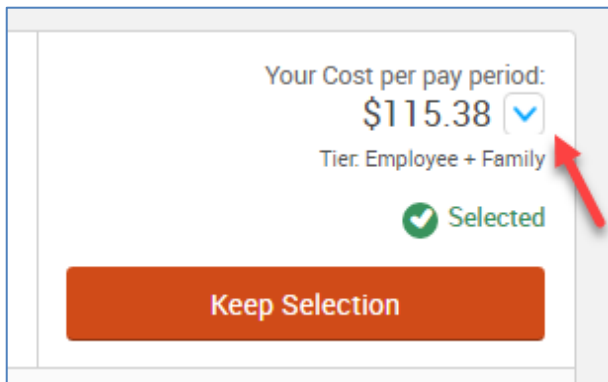 Your Cost per pay period:
$115.38
Tier: Employee + Family
Selected
Keep Selection